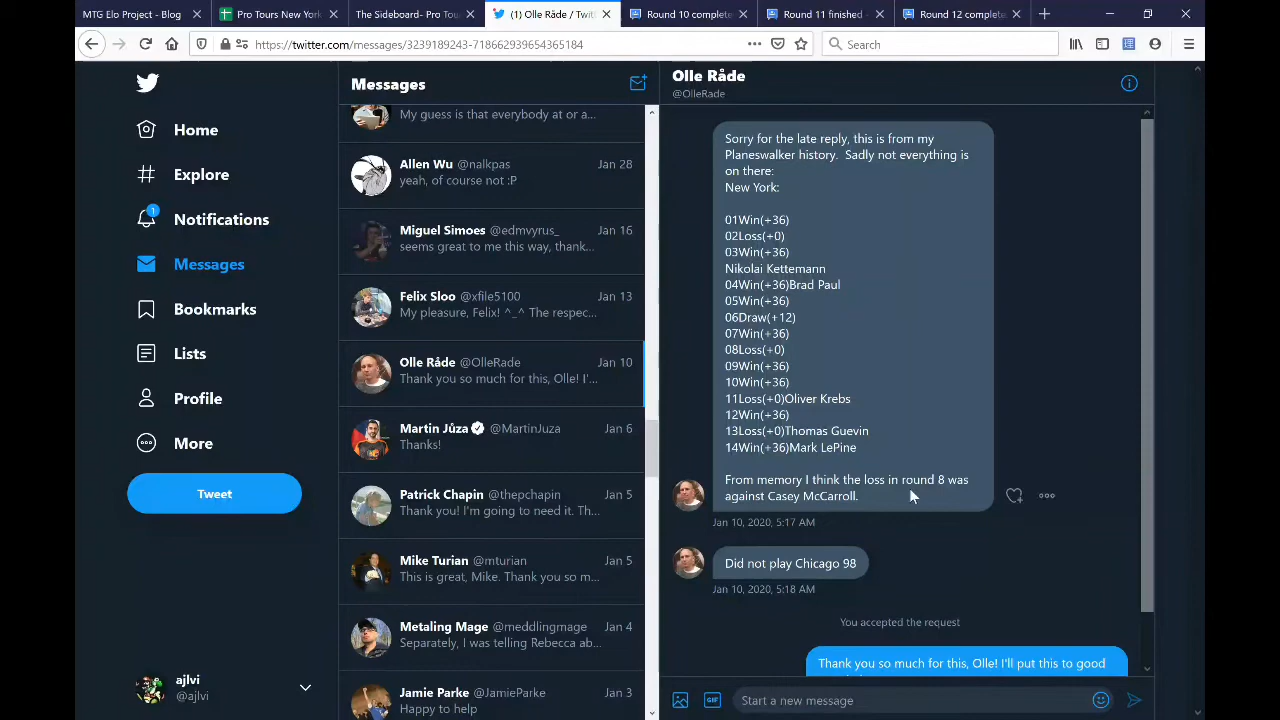 MTG Elo Project - Blog
Pro Tours New York
The Sideboard- Pro Tou
(1) Olle Råde / Twit
Round 10 complete
Round 11 finished -
Round 12 complete
https://twitter.com/messages/3239189243-718662939654365184
Search
Home
Explore
1
Notifications
Messages
Bookmarks
Lists
Profile
More
Tweet
ajlvi
@ajlvi
Messages
My guess is that everybody at or a...
Allen Wu @nalkpas Jan 28
yeah, of course not :P
Miguel Simoes @edmvyrus_ Jan 16
seems great to me this way, thank...
Felix Sloo @xfile5100 Jan 13
My pleasure, Felix! ^_^ The respec...
Olle Råde @OlleRade Jan 10
Thank you so much for this, Olle! I'...
Martin Jůza @MartinJuza Jan 6
Thanks!
Patrick Chapin @thepchapin Jan 5
Thank you! I'm going to need it. Th...
Mike Turian @mturian Jan 5
This is great, Mike. Thank you so m...
Metaling Mage @meddlingmage Jan 4
Separately, I was telling Rebecca ab...
Jamie Parke @JamieParke Jan 3
Happy to help
Olle Råde
@OlleRade
Sorry for the late reply, this is from my
Planeswalker history. Sadly not everything is
on there:
New York:
01Win(+36)
02Loss(+0)
03Win(+36)
Nikolai Kettemann
04Win(+36)Brad Paul
05Win(+36)
06Draw(+12)
07Win(+36)
08Loss(+0)
09Win(+36)
10Win(+36)
11Loss(+0)Oliver Krebs
12Win(+36)
13Loss(+0)Thomas Guevin
14Win(+36)Mark LePine
From memory I think the loss in round 8 was
against Casey McCarroll.
Jan 10, 2020, 5:17 AM
Did not play Chicago 98
Jan 10, 2020, 5:18 AM
You accepted the request
Thank you so much for this, Olle! I'll put this to good
GIF
Start a new message